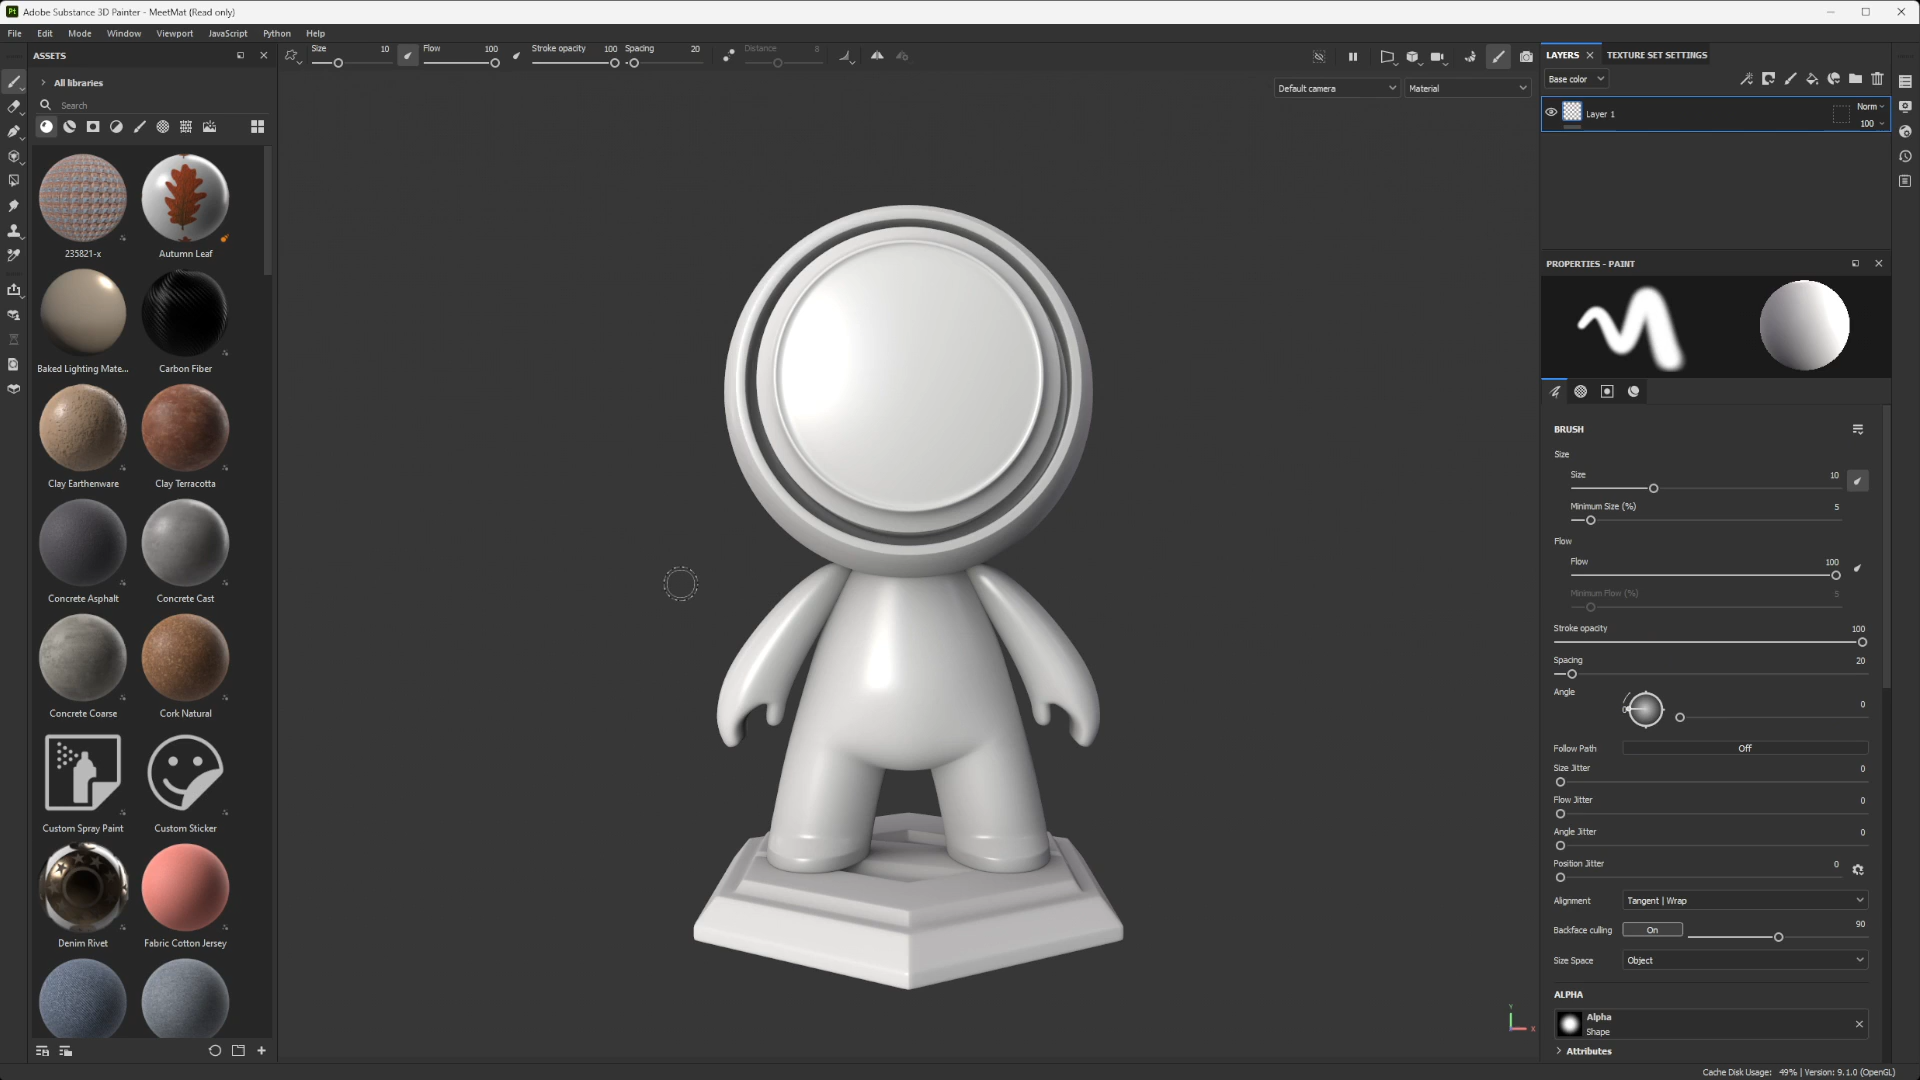 Adobe Substance 3D Painter - MeetMat (Read only)
File Edit Mode Window Viewport JavaScript Python Help
ASSETS
Size 10 Flow 100 Stroke opacity 100 Spacing 20 Distance 8
LAYERS TEXTURE SET SETTINGS
All libraries
Search
Default camera Material
Base color
Layer 1
Norm
100
235821-x Autumn Leaf
Baked Lighting Mate... Carbon Fiber
Clay Earthenware Clay Terracotta
Concrete Asphalt Concrete Cast
Concrete Coarse Cork Natural
Custom Spray Paint Custom Sticker
Denim Rivet Fabric Cotton Jersey
PROPERTIES - PAINT
BRUSH
Size
Size 10
Minimum Size (%) 5
Flow
Flow 100
Minimum Flow (%) 5
Stroke opacity 100
Spacing 20
Angle 0
Follow Path Off
Size Jitter 0
Flow Jitter 0
Angle Jitter 0
Position Jitter 0
Alignment Tangent | Wrap
Backface culling On 90
Size Space Object
ALPHA
Alpha
Shape
Attributes
Y
X
Cache Disk Usage: 49% | Version: 9.1.0 (OpenGL)